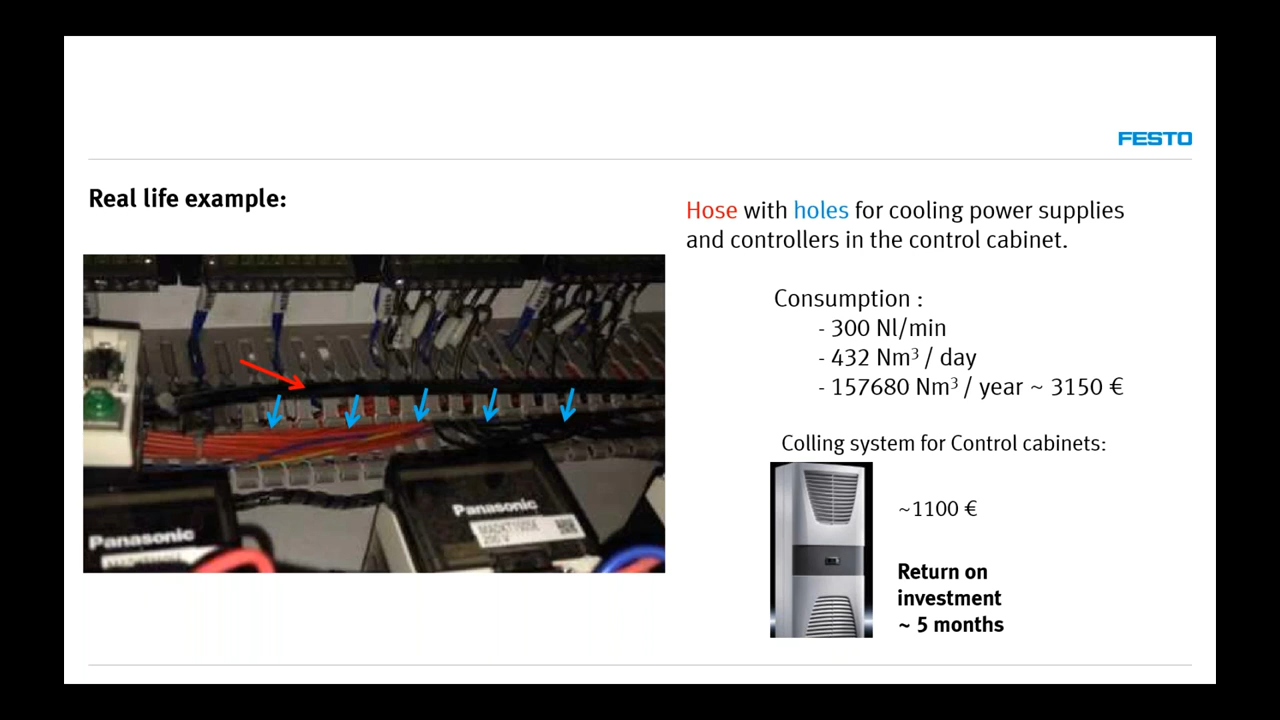 FESTO
Real life example:
Hose with holes for cooling power supplies
and controllers in the control cabinet.
Consumption :
- 300 Nl/min
- 432 Nm³ / day
- 157680 Nm³ / year ~ 3150 €
Colling system for Control cabinets:
~1100 €
Return on
investment
~ 5 months
Panasonic
Panasonic
200 V